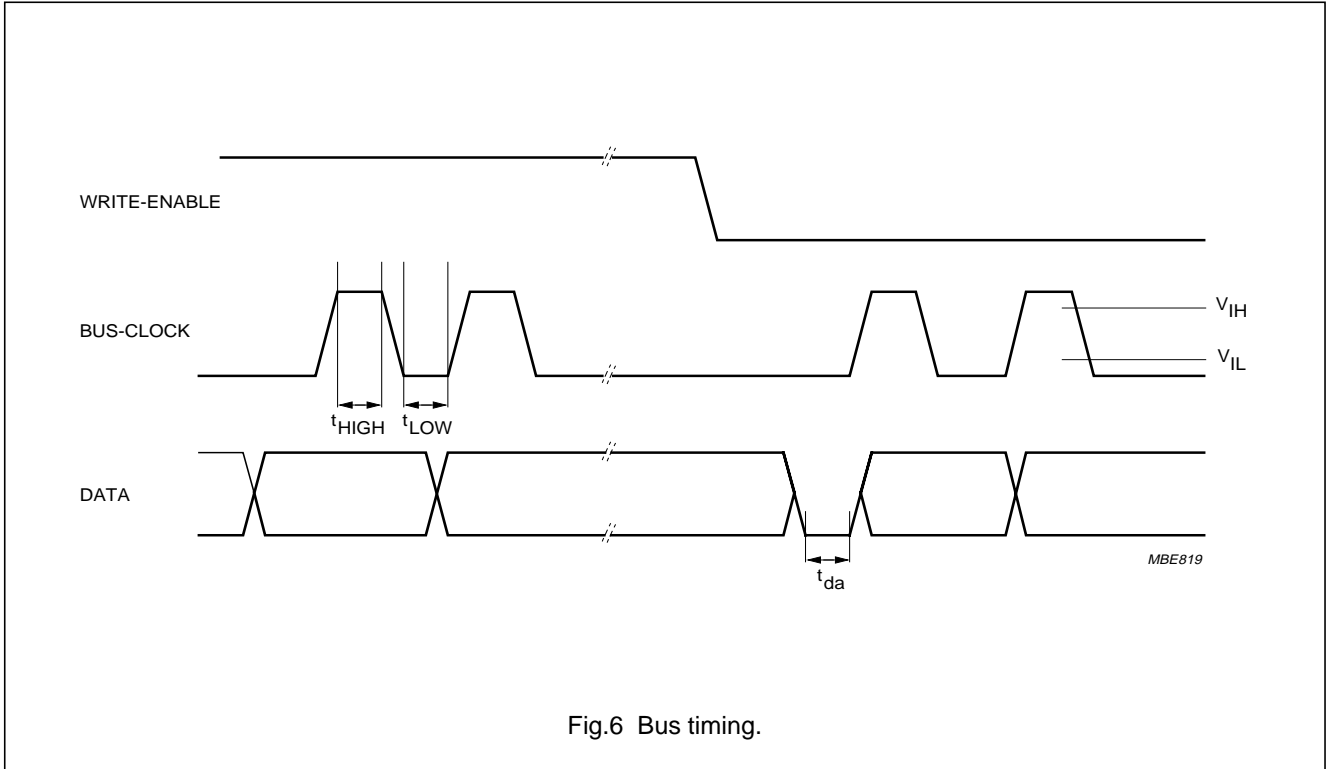 WRITE-ENABLE
BUS-CLOCK
VIH
VIL
tHIGH
tLOW
DATA
MBE819
tda
Fig.6 Bus timing.